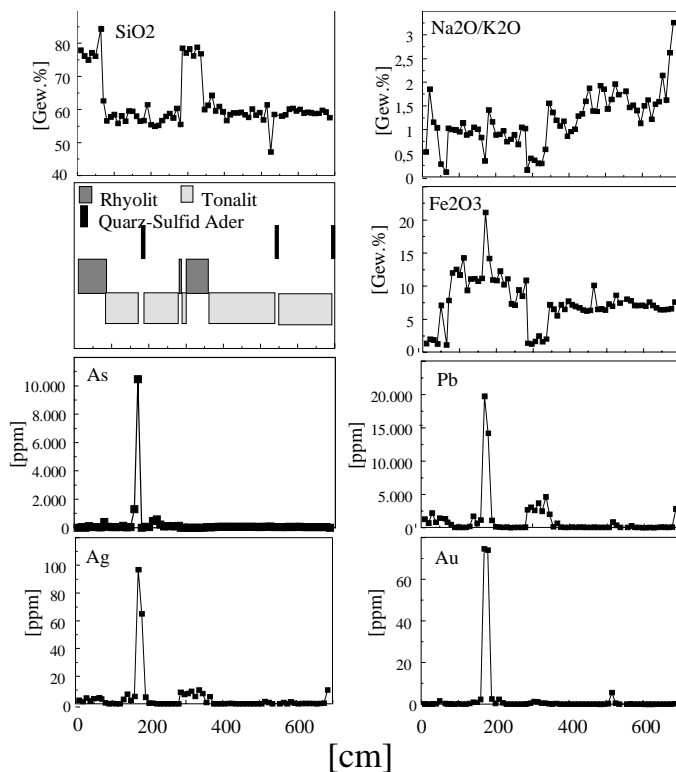 SiO2
[Gew.%]
80
60
50
40
Na2O/K2O
[Gew.%]
3
2,5
2
1,5
1
0,5
0
Rhyolit Tonalit
Quarz-Sulfid Ader
Fe2O3
[Gew.%]
20
15
10
5
0
As
[ppm]
10.000
8.000
6.000
4.000
2.000
0
Pb
[ppm]
20.000
15.000
10.000
5.000
0
Ag
[ppm]
100
80
60
40
20
0
0 200 400 600
Au
[ppm]
60
40
20
0
0 200 400 600
[cm]